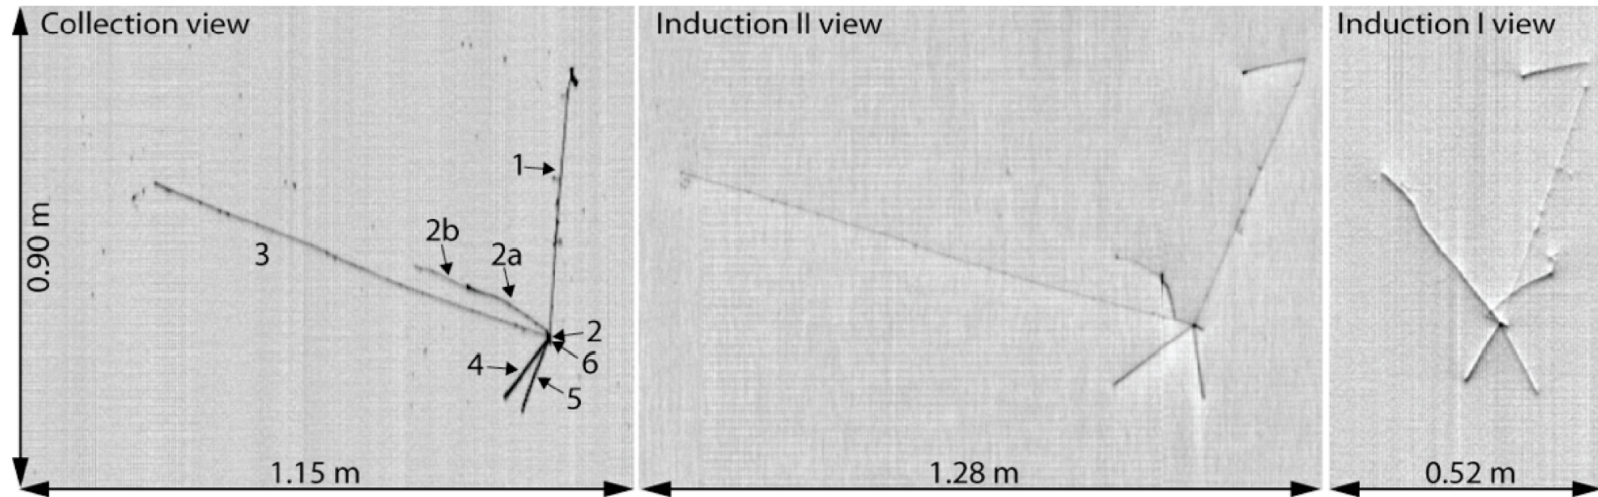 Collection view
Induction II view
Induction I view
1
2b
2a
3
2
6
4
5
0.90 m
1.15 m
1.28 m
0.52 m